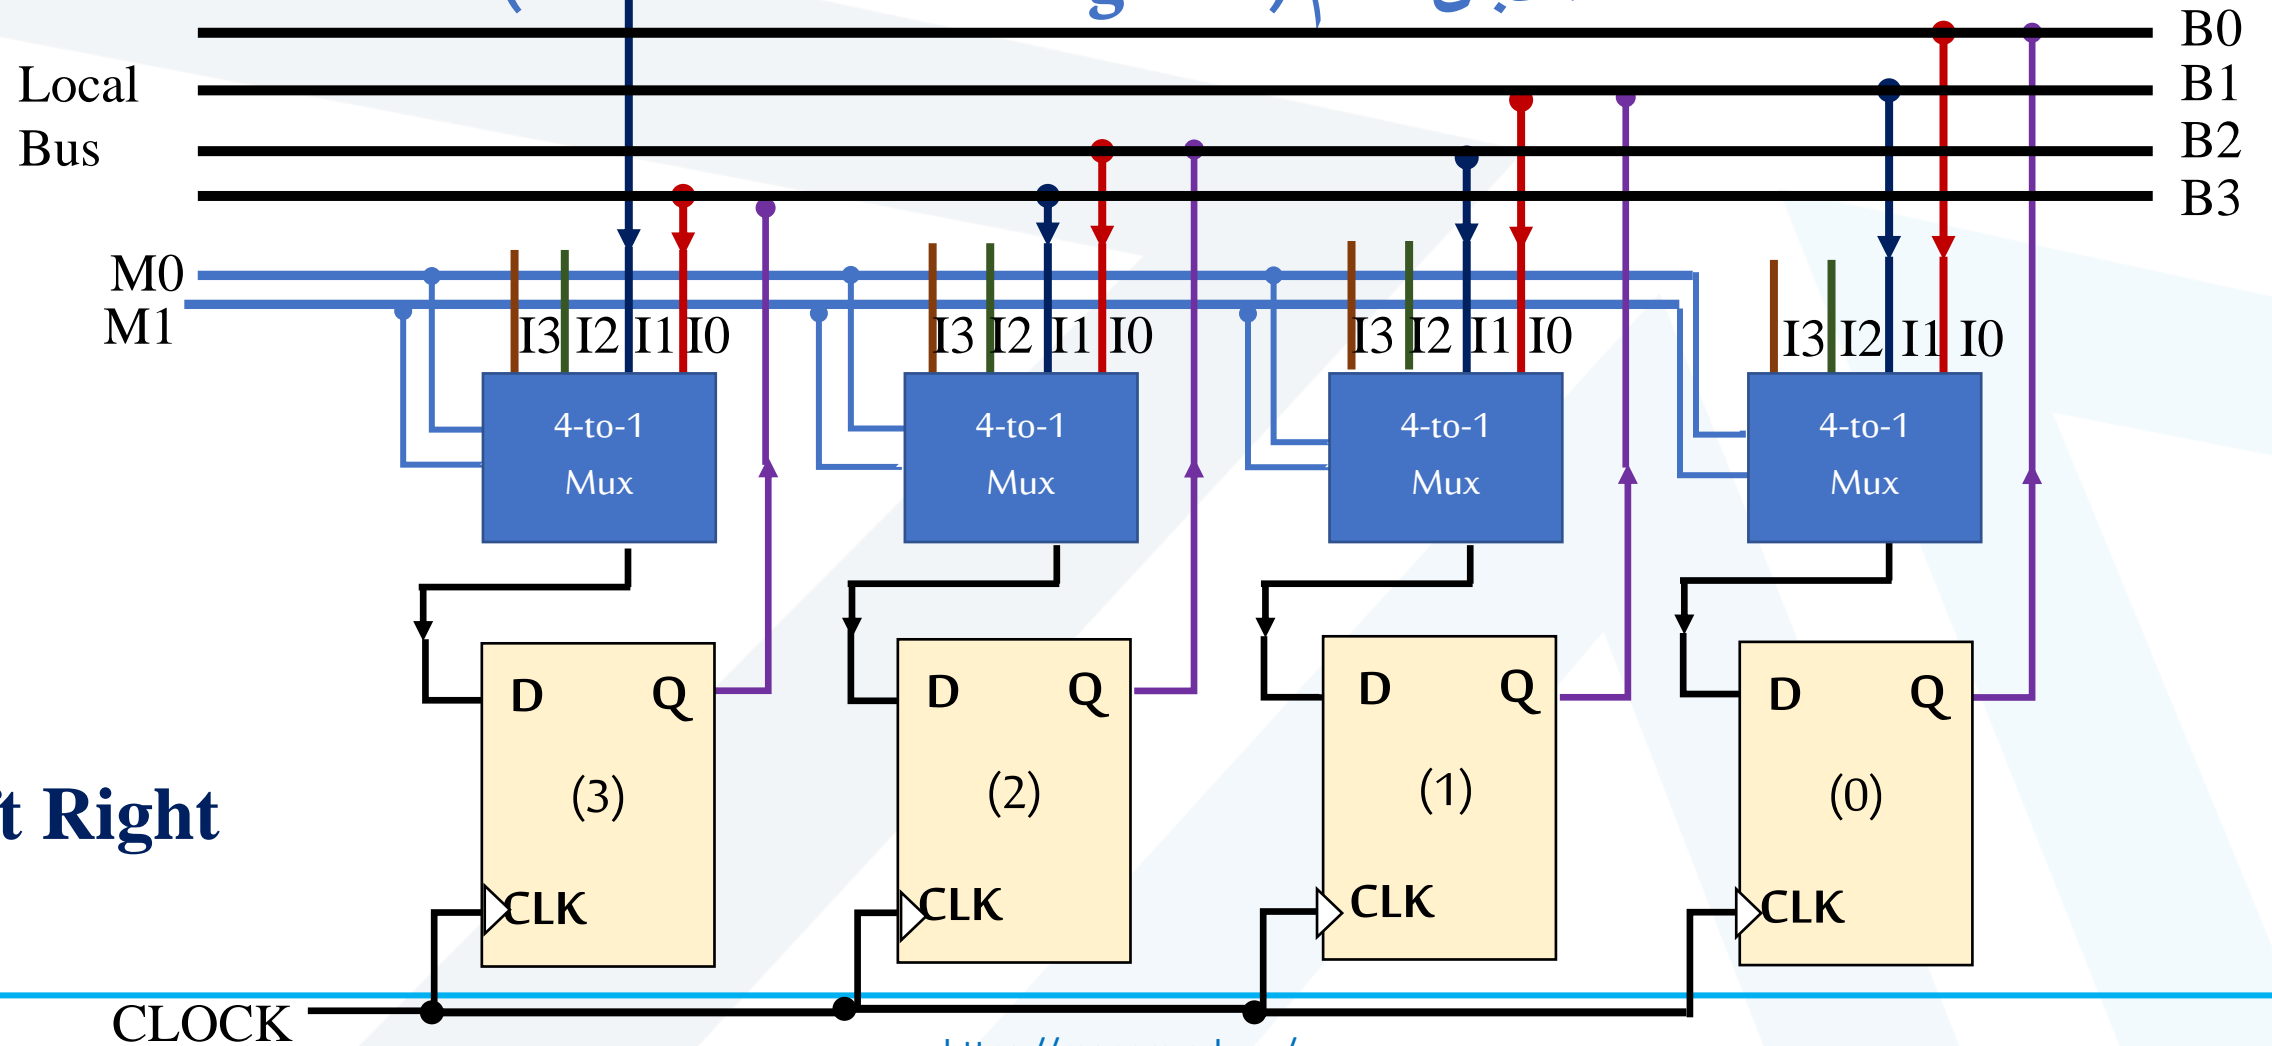 B0
Local
B1
Bus
B2
B3
M0
M1
I3 I2 I1 I0
I3 I2 I1 I0
I3 I2 I1 I0
I3 I2 I1 I0
4-to-1
Mux
4-to-1
Mux
4-to-1
Mux
4-to-1
Mux
D Q
(3)
CLK
D Q
(2)
CLK
D Q
(1)
CLK
D Q
(0)
CLK
t Right
CLOCK